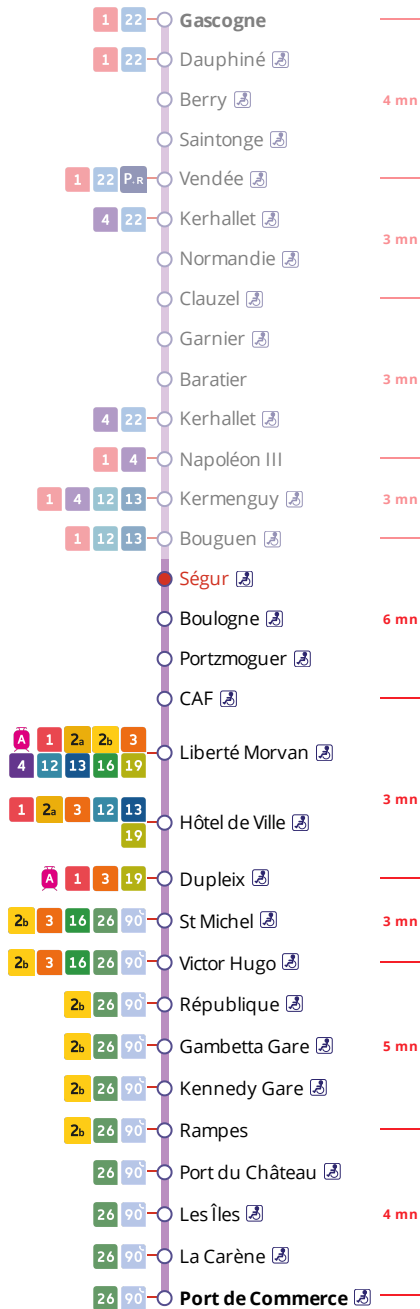 1 22 Gascogne
1 22 Dauphiné
Berry 4 mn
Saintonge
1 22 P+R Vendée
4 22 Kerhallet
Normandie 3 mn
Clauzel
Garnier
Baratier 3 mn
4 22 Kerhallet
1 4 Napoléon III
1 4 12 13 Kermenguy 3 mn
1 12 13 Bouguen
Ségur
Boulogne 6 mn
Portzmoguer
CAF
A 1 2a 2b 3
4 12 13 16 19 Liberté Morvan
3 mn
1 2a 3 12 13
19 Hôtel de Ville
A 1 3 19 Dupleix
2b 3 16 26 90 St Michel 3 mn
2b 3 16 26 90 Victor Hugo
2b 26 90 République
2b 26 90 Gambetta Gare 5 mn
2b 26 90 Kennedy Gare
2b 26 90 Rampes
26 90 Port du Château
26 90 Les Îles 4 mn
26 90 La Carène
26 90 Port de Commerce